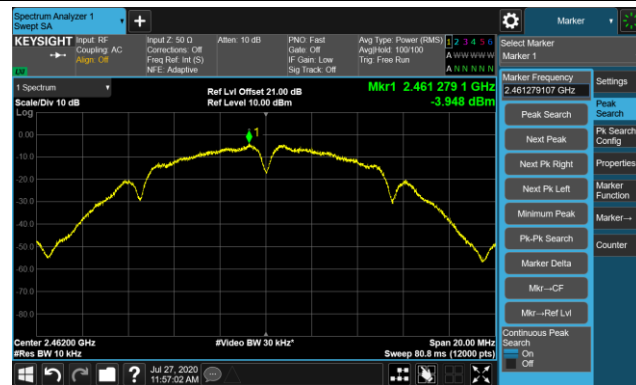 Spectrum Analyzer 1
Swept SA
Marker
KEYSIGHT
Input: RF
Coupling: AC
Align: Off
Input Z: 50 Ω
Corrections: Off
Freq Ref: Int (S)
NFE: Adaptive
Atten: 10 dB
PNO: Fast
Gate: Off
IF Gain: Low
Sig Track: Off
Avg Type: Power (RMS)
Avg|Hold: 100/100
Trig: Free Run
1 2 3 4 5 6
A W W W W W
A N N N N N
Select Marker
Marker 1
1 Spectrum
Scale/Div 10 dB
Log
Ref Lvl Offset 21.00 dB
Ref Level 10.00 dBm
Mkr1 2.461 279 1 GHz
-3.948 dBm
1
0.00
-10.0
-20.0
-30.0
-40.0
-50.0
-60.0
-70.0
-80.0
Center 2.46200 GHz
#Res BW 10 kHz
#Video BW 30 kHz*
Span 20.00 MHz
Sweep 80.8 ms (12000 pts)
Marker Frequency
2.461279107 GHz
Peak Search
Next Peak
Next Pk Right
Next Pk Left
Minimum Peak
Pk-Pk Search
Marker Delta
Mkr→CF
Mkr→Ref Lvl
Continuous Peak
Search
On
Off
Settings
Peak
Search
Pk Search
Config
Properties
Marker
Function
Marker→
Counter
?
Jul 27, 2020
11:57:02 AM